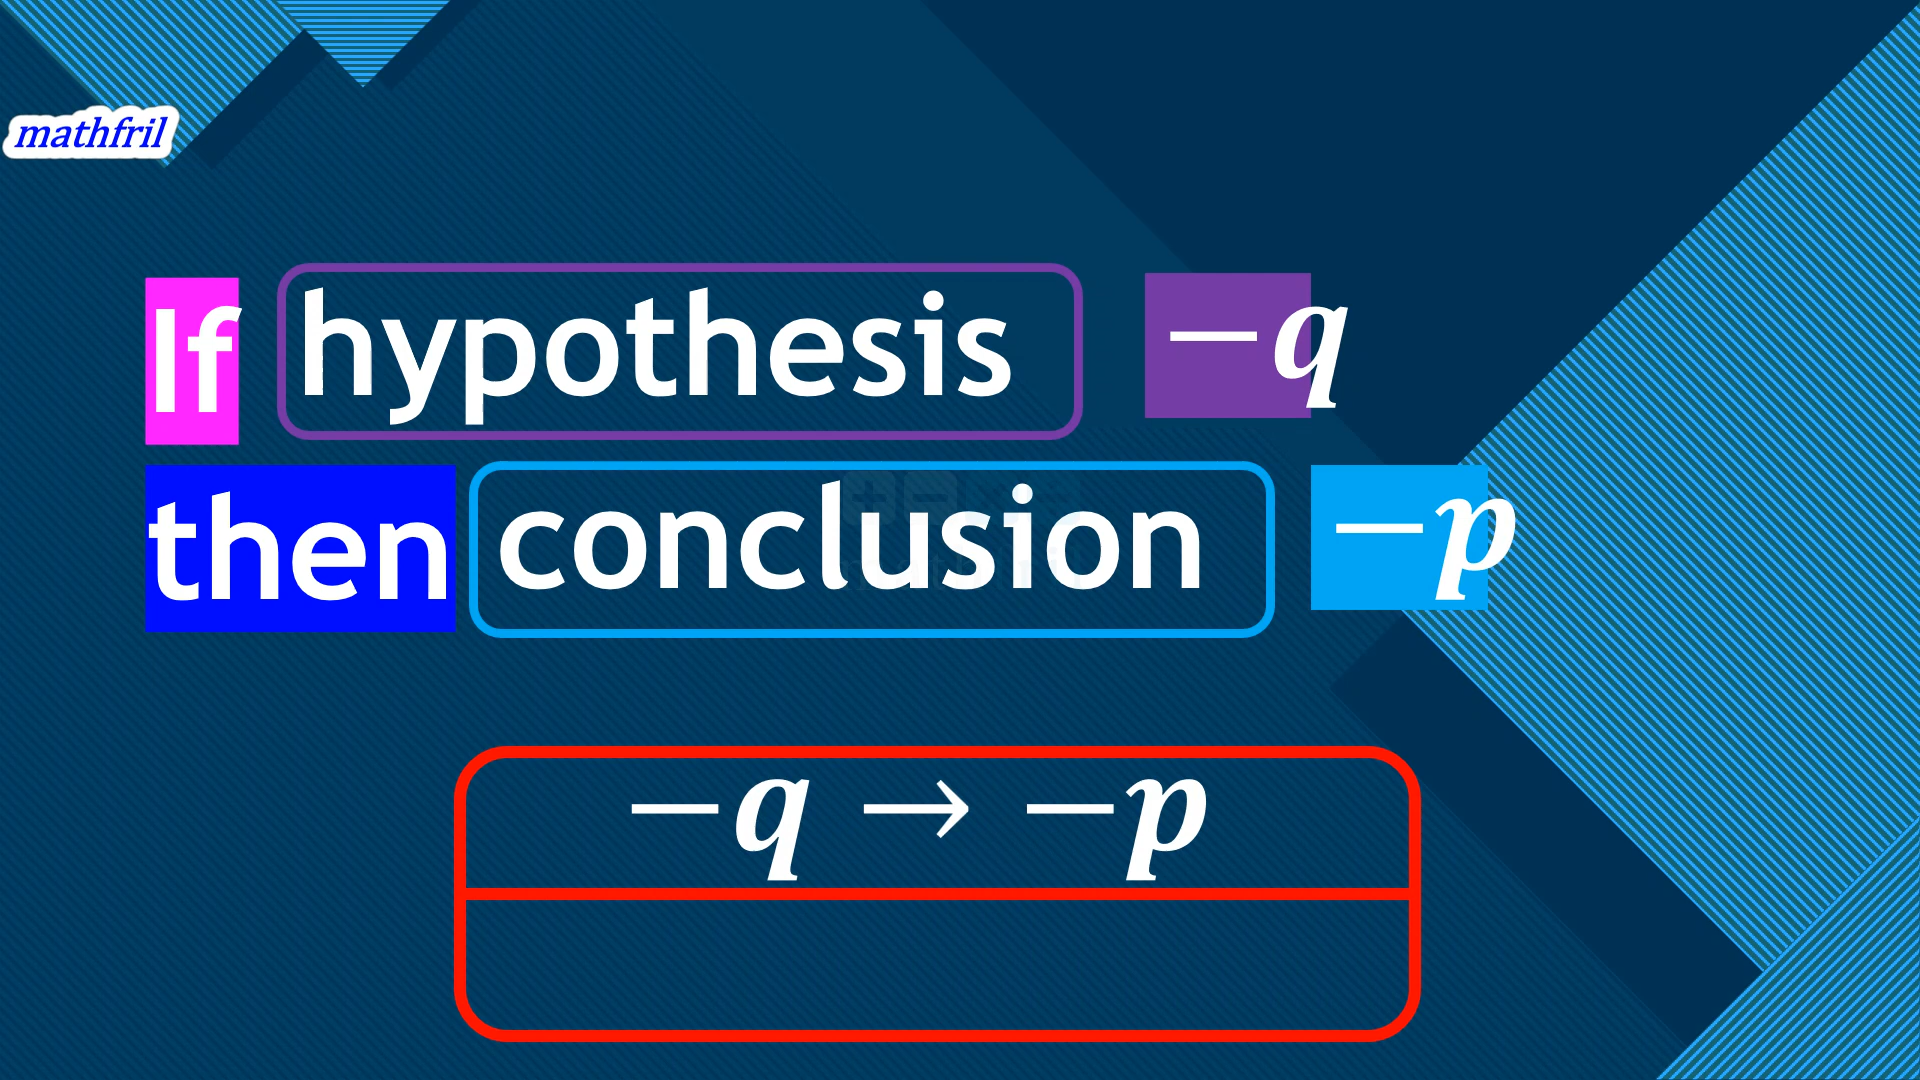 mathfril
If hypothesis −q
then conclusion −p
−q → −p